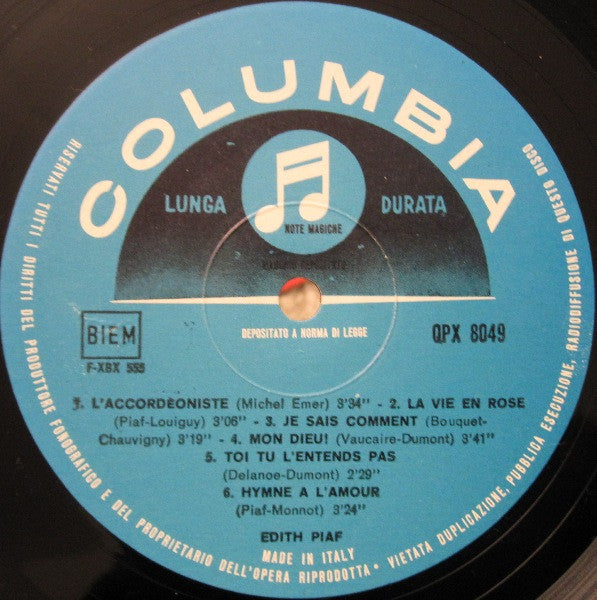 COLUMBIA
LUNGA DURATA
NOTE MAGICHE
DEPOSITATO A NORMA DI LEGGE
BIEM
F-XBX 555
QPX 8049
1. L'ACCORDÈONISTE (Michel Emer) 3'34" - 2. LA VIE EN ROSE
(Piaf-Louiguy) 3'06" - 3. JE SAIS COMMENT (Bouquet-
Chauvigny) 3'19" - 4. MON DIEU! (Vaucaire-Dumont) 3'41"
5. TOI TU L'ENTENDS PAS
(Delanoe-Dumont) 2'29"
6. HYMNE A L'AMOUR
(Piaf-Monnot) 3'24"
EDITH PIAF
MADE IN ITALY
RISERVATI TUTTI I DIRITTI DEL PRODUTTORE FONOGRAFICO E DEL PROPRIETARIO DELL'OPERA RIPRODOTTA • VIETATA DUPLICAZIONE, PUBBLICA ESECUZIONE, RADIODIFFUSIONE DI QUESTO DISCO